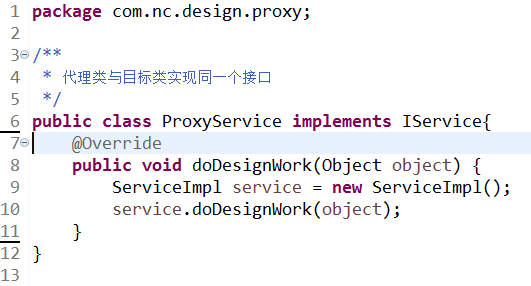 1 package com.nc.design.proxy;
2
3 /**
4 * 代理类与目标类实现同一个接口
5 */
6 public class ProxyService implements IService{
7 @Override
8 public void doDesignWork(Object object) {
9 ServiceImpl service = new ServiceImpl();
10 service.doDesignWork(object);
11 }
12 }
13